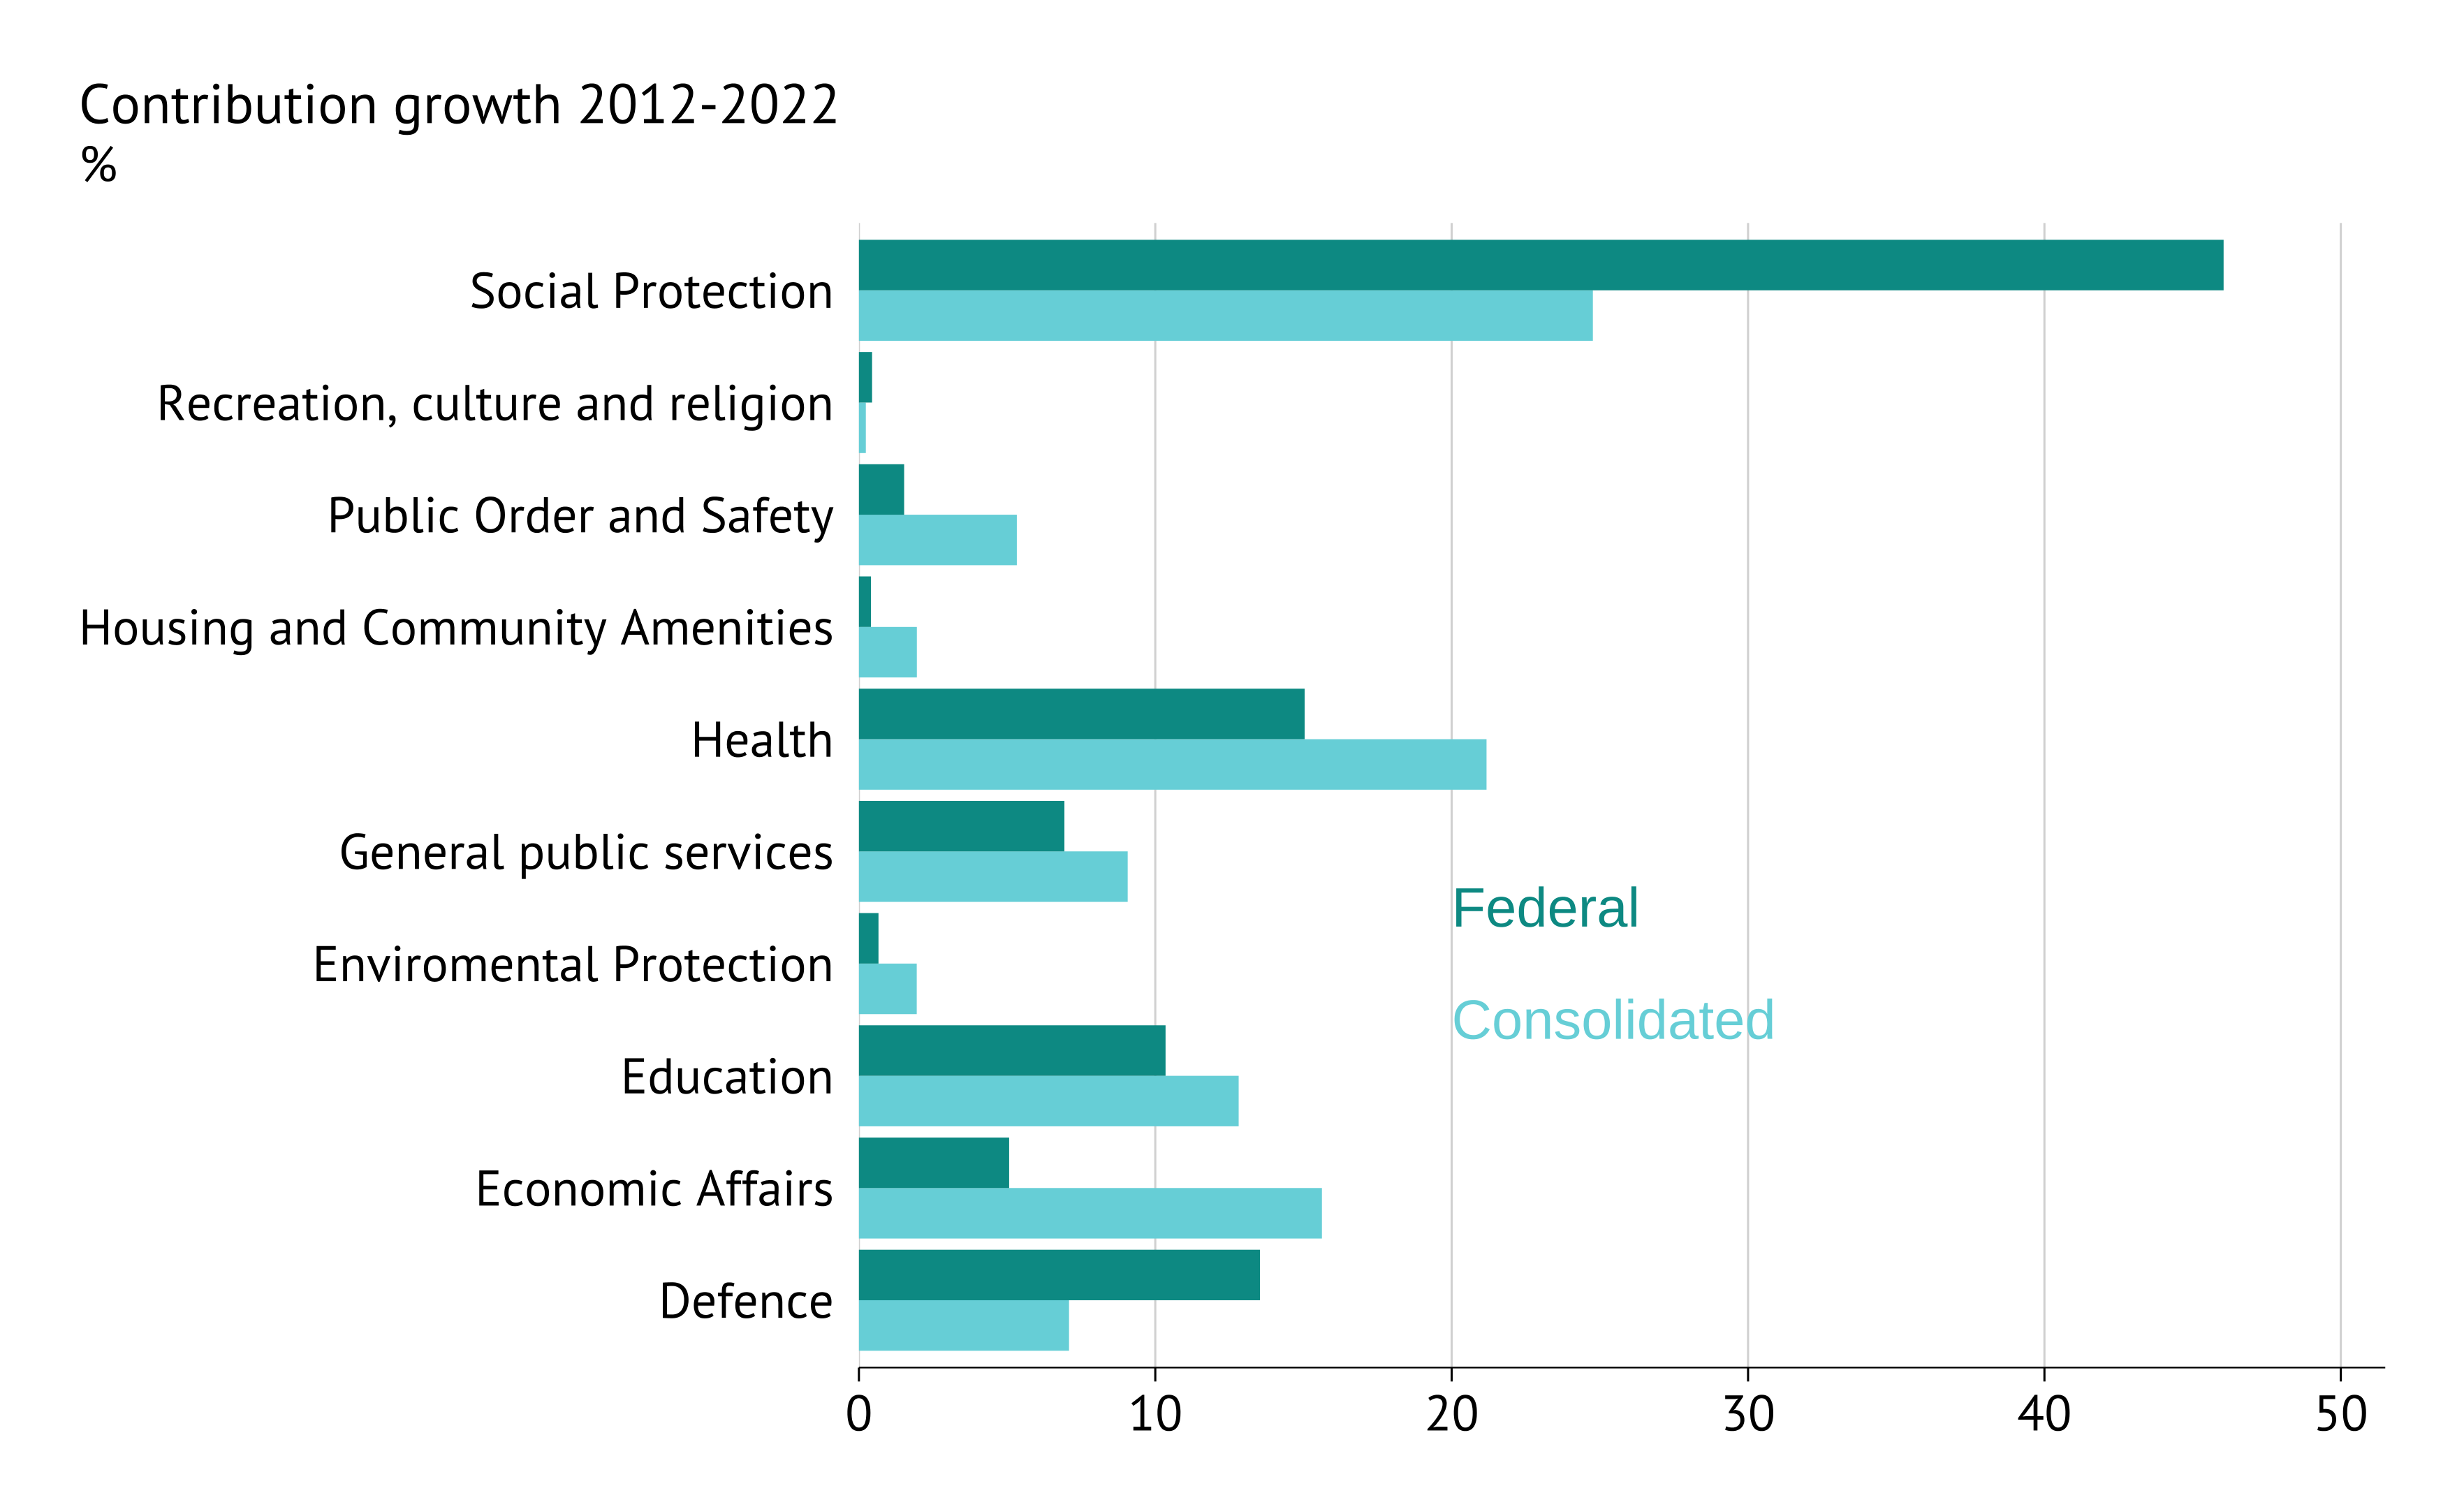 Contribution growth 2012-2022
%
Social Protection
Recreation, culture and religion
Public Order and Safety
Housing and Community Amenities
Health
General public services
Federal
Enviromental Protection
Consolidated
Education
Economic Affairs
Defence
0 10 20 30 40 50